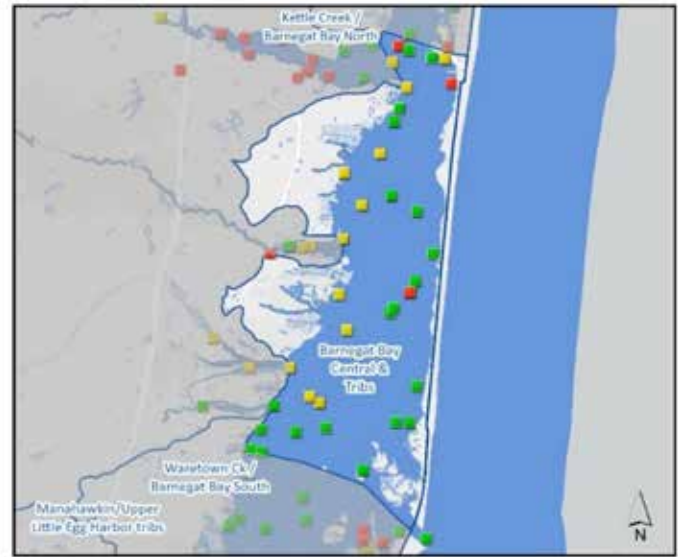 Kettle Creek /
Barnegat Bay North
Barnegat Bay
Central &
Tribs
Waretown Ck /
Barnegat Bay South
Manahawkin/Upper
Little Egg Harbor tribs
N